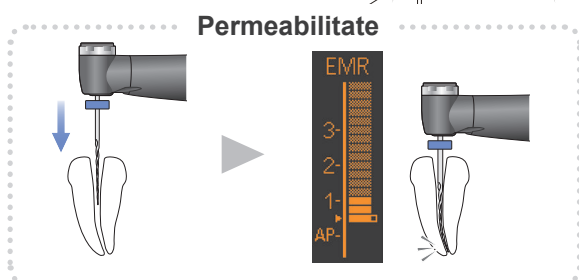 Permeabilitate
EMR
3-
2-
1-
AP-